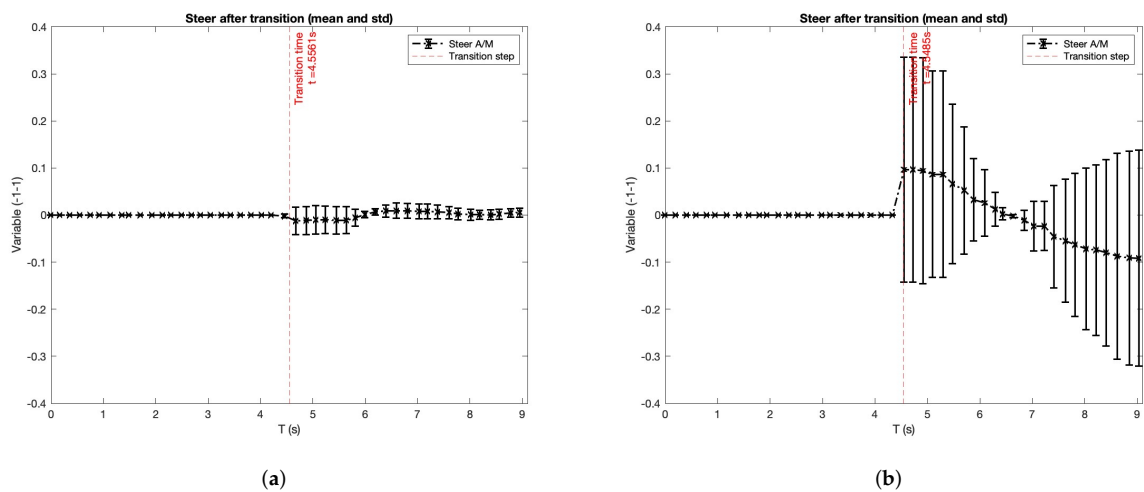 Steer after transition (mean and std)
0.4
0.3
0.2
0.1
0
-0.1
-0.2
-0.3
-0.4
Variable (-1-1)
0 1 2 3 4 5 6 7 8 9
T (s)
Steer A/M
Transition step
Transition time
t =4.5561s
(a)
Steer after transition (mean and std)
0.4
0.3
0.2
0.1
0
-0.1
-0.2
-0.3
-0.4
Variable (-1-1)
0 1 2 3 4 5 6 7 8 9
T (s)
Steer A/M
Transition step
Transition time
t =4.5485s
(b)